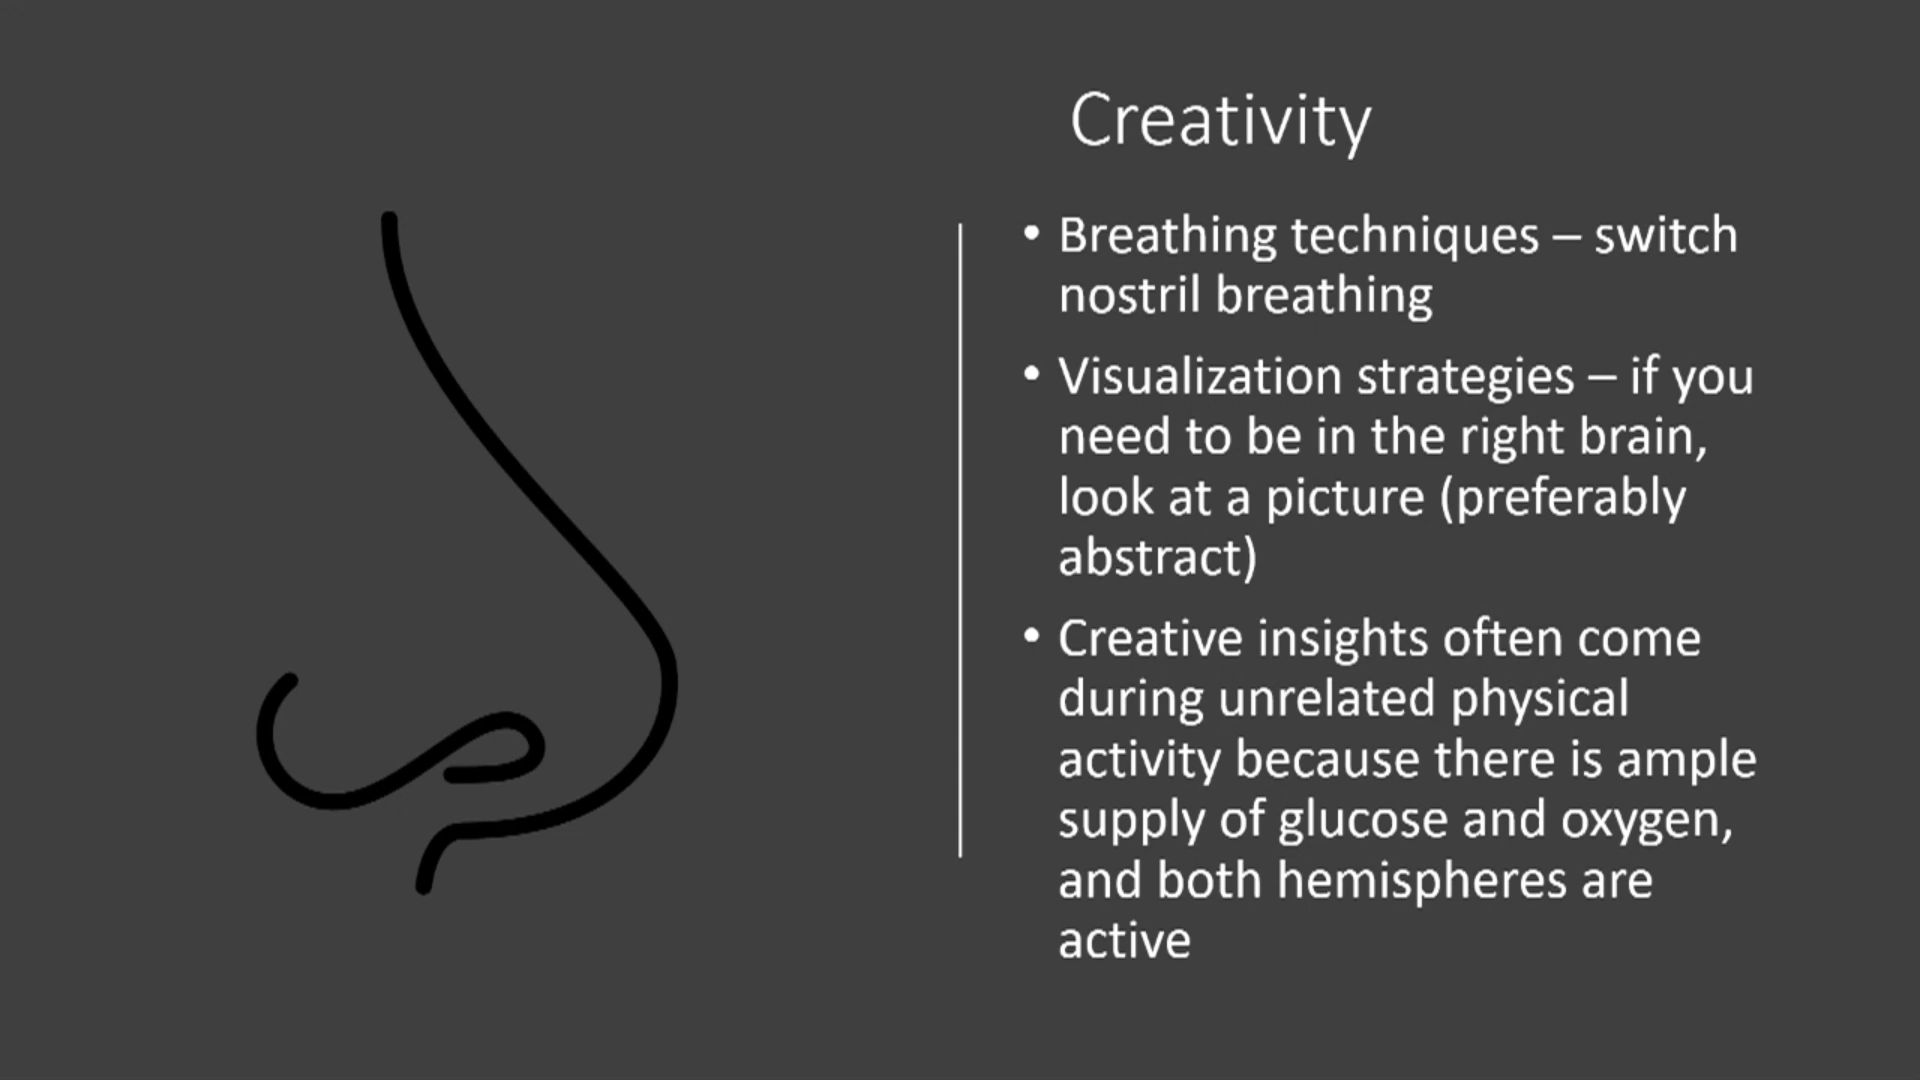 Creativity
• Breathing techniques – switch
nostril breathing
• Visualization strategies – if you
need to be in the right brain,
look at a picture (preferably
abstract)
• Creative insights often come
during unrelated physical
activity because there is ample
supply of glucose and oxygen,
and both hemispheres are
active